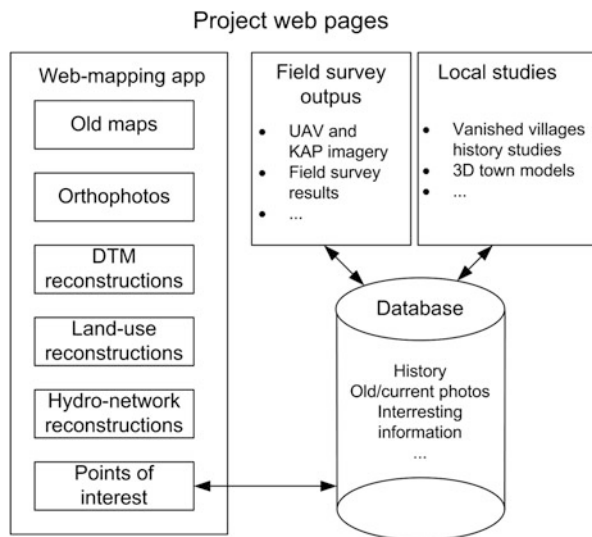 Project web pages
Web-mapping app
Old maps
Orthophotos
DTM
reconstructions
Land-use
reconstructions
Hydro-network
reconstructions
Points of
interest
Field survey
outpus
• UAV and
KAP imagery
• Field survey
results
• ...
Local studies
• Vanished villages
history studies
• 3D town models
• ...
Database
History
Old/current photos
Interresting
information
...